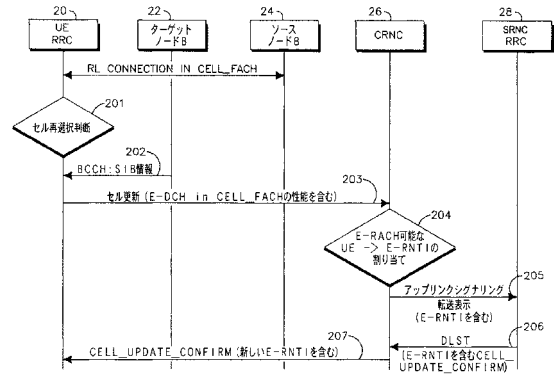 20
22
24
26
28
UE
RRC
ターゲット
ノードB
ソース
ノードB
CRNC
SRNC
RRC
RL CONNECTION IN CELL_FACH
201
セル再選択判断
202
BCCH:SIB情報
203
セル更新(E-DCH in CELL_FACHの性能を含む)
204
E-RACH可能な
UE -> E-RNTIの
割り当て
205
アップリンクシグナリング
転送表示
(E-RNTIを含む)
206
DLST
207
CELL_UPDATE_CONFIRM(新しいE-RNTIを含む)
(E-RNTIを含むCELL_
UPDATE_CONFIRM)